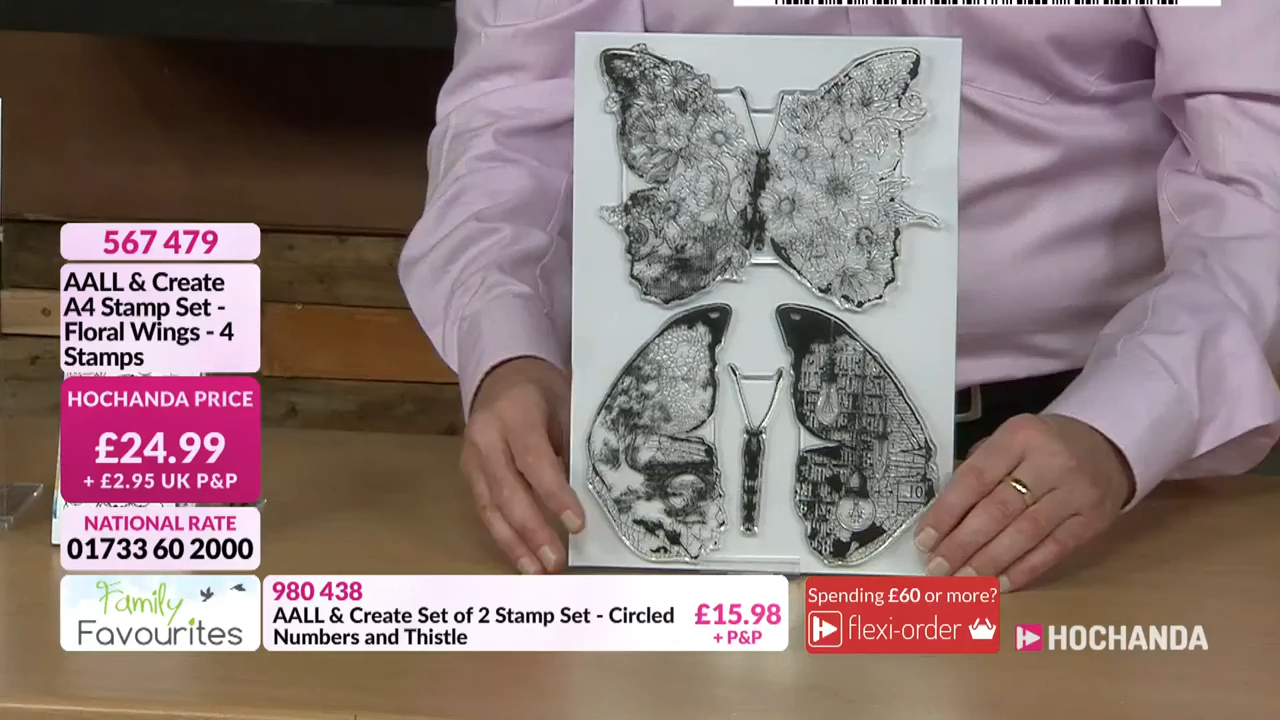 567 479
AALL & Create
A4 Stamp Set -
Floral Wings - 4
Stamps
HOCHANDA PRICE
£24.99
+ £2.95 UK P&P
NATIONAL RATE
01733 60 2000
Family
Favourites
980 438
AALL & Create Set of 2 Stamp Set - Circled
Numbers and Thistle
£15.98
+ P&P
Spending £60 or more?
flexi-order
HOCHANDA